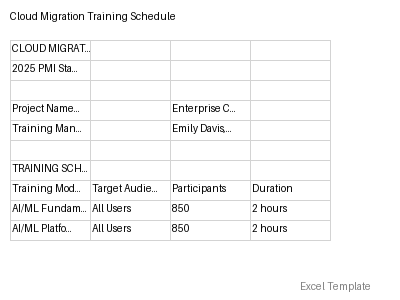 Cloud Migration Training Schedule
CLOUD MIGRAT...
2025 PMI Sta...
Project Name... Enterprise C...
Training Man... Emily Davis,...
TRAINING SCH...
Training Mod... Target Audie... Participants Duration
AI/ML Fundam... All Users 850 2 hours
AI/ML Platfo... All Users 850 2 hours
Excel Template